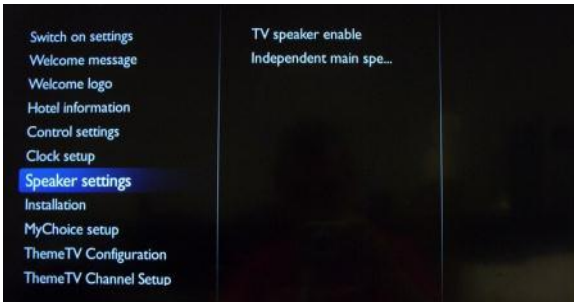 Switch on settings
Welcome message
Welcome logo
Hotel information
Control settings
Clock setup
Speaker settings
Installation
MyChoice setup
ThemeTV Configuration
ThemeTV Channel Setup
TV speaker enable
Independent main spe...